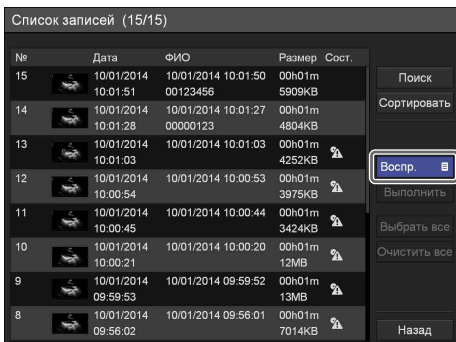 Список записей (15/15)
№ Дата ФИО Размер Сост.
15 10/01/2014 10/01/2014 10:01:50 00h01m
10:01:51 00123456 5909KB
14 10/01/2014 10/01/2014 10:01:27 00h01m
10:01:28 00000123 4804KB
13 10/01/2014 10/01/2014 10:01:03 00h01m
10:01:03 4252KB
12 10/01/2014 10/01/2014 10:00:53 00h01m
10:00:54 3975KB
11 10/01/2014 10/01/2014 10:00:44 00h01m
10:00:45 3424KB
10 10/01/2014 10/01/2014 10:00:20 00h01m
10:00:21 12MB
9 10/01/2014 10/01/2014 09:59:52 00h01m
09:59:53 13MB
8 10/01/2014 10/01/2014 09:56:01 00h01m
09:56:02 7014KB
Поиск
Сортировать
Воспр.
Выполнить
Выбрать все
Очистить все
Назад